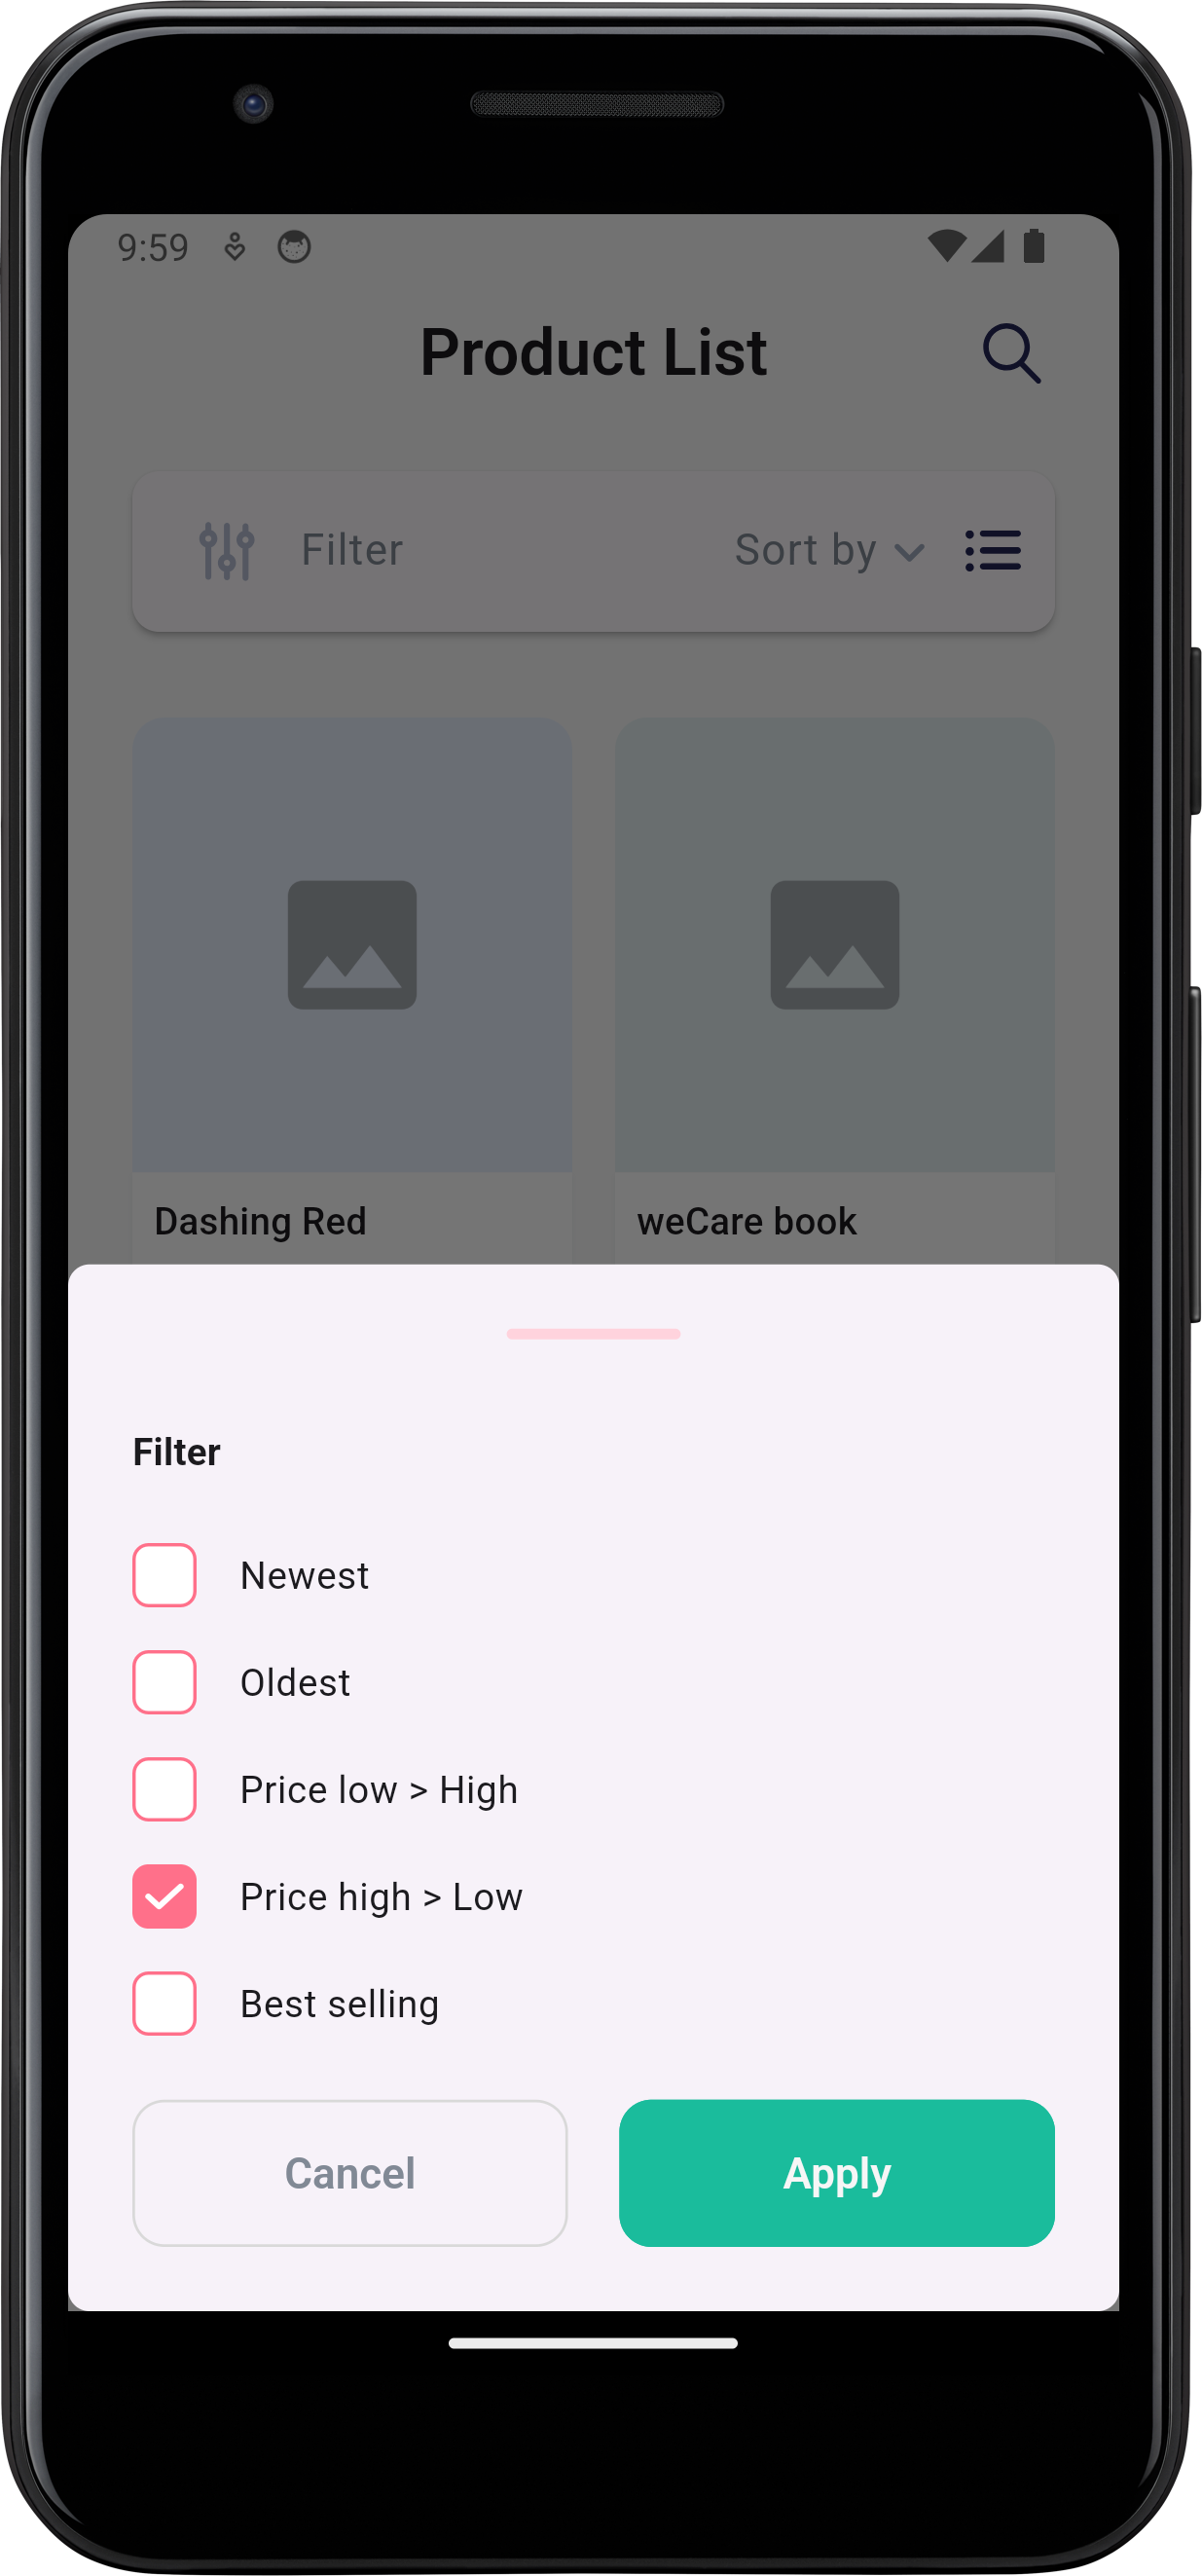 9:59
Product List
Filter
Sort by
Dashing Red
weCare book
Filter
Newest
Oldest
Price low > High
Price high > Low
Best selling
Cancel
Apply